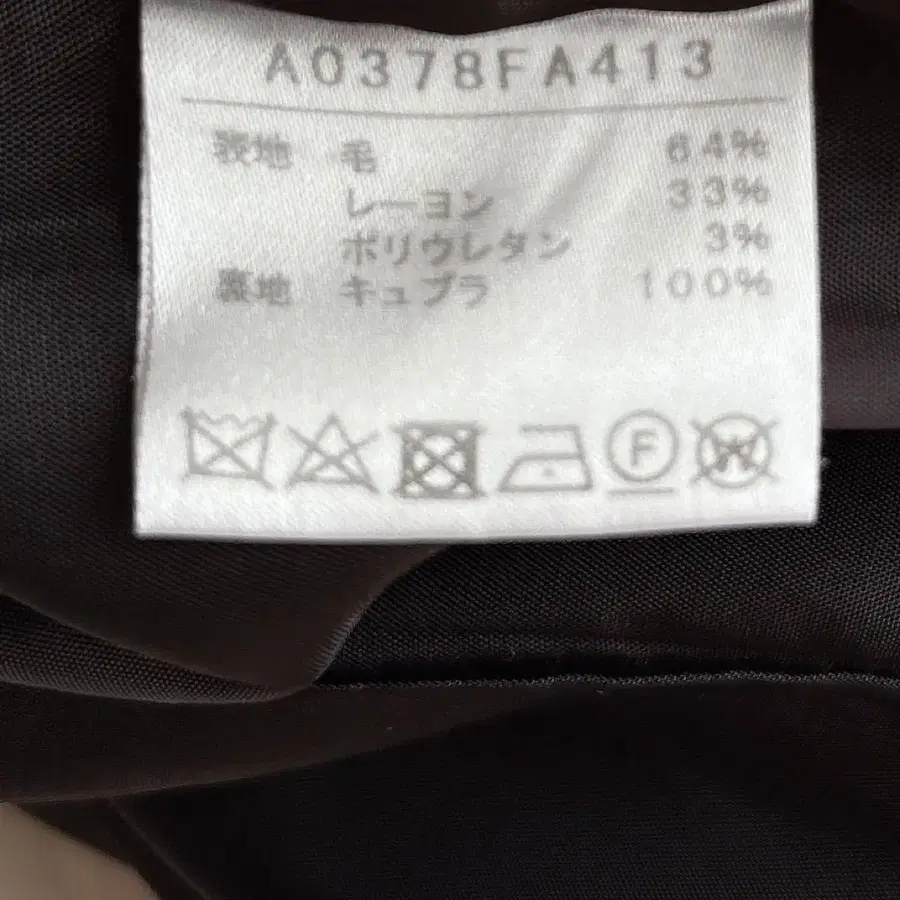 A0378FA413
表地 毛 64%
レーヨン 33%
ポリウレタン 3%
裏地 キュプラ 100%
F W